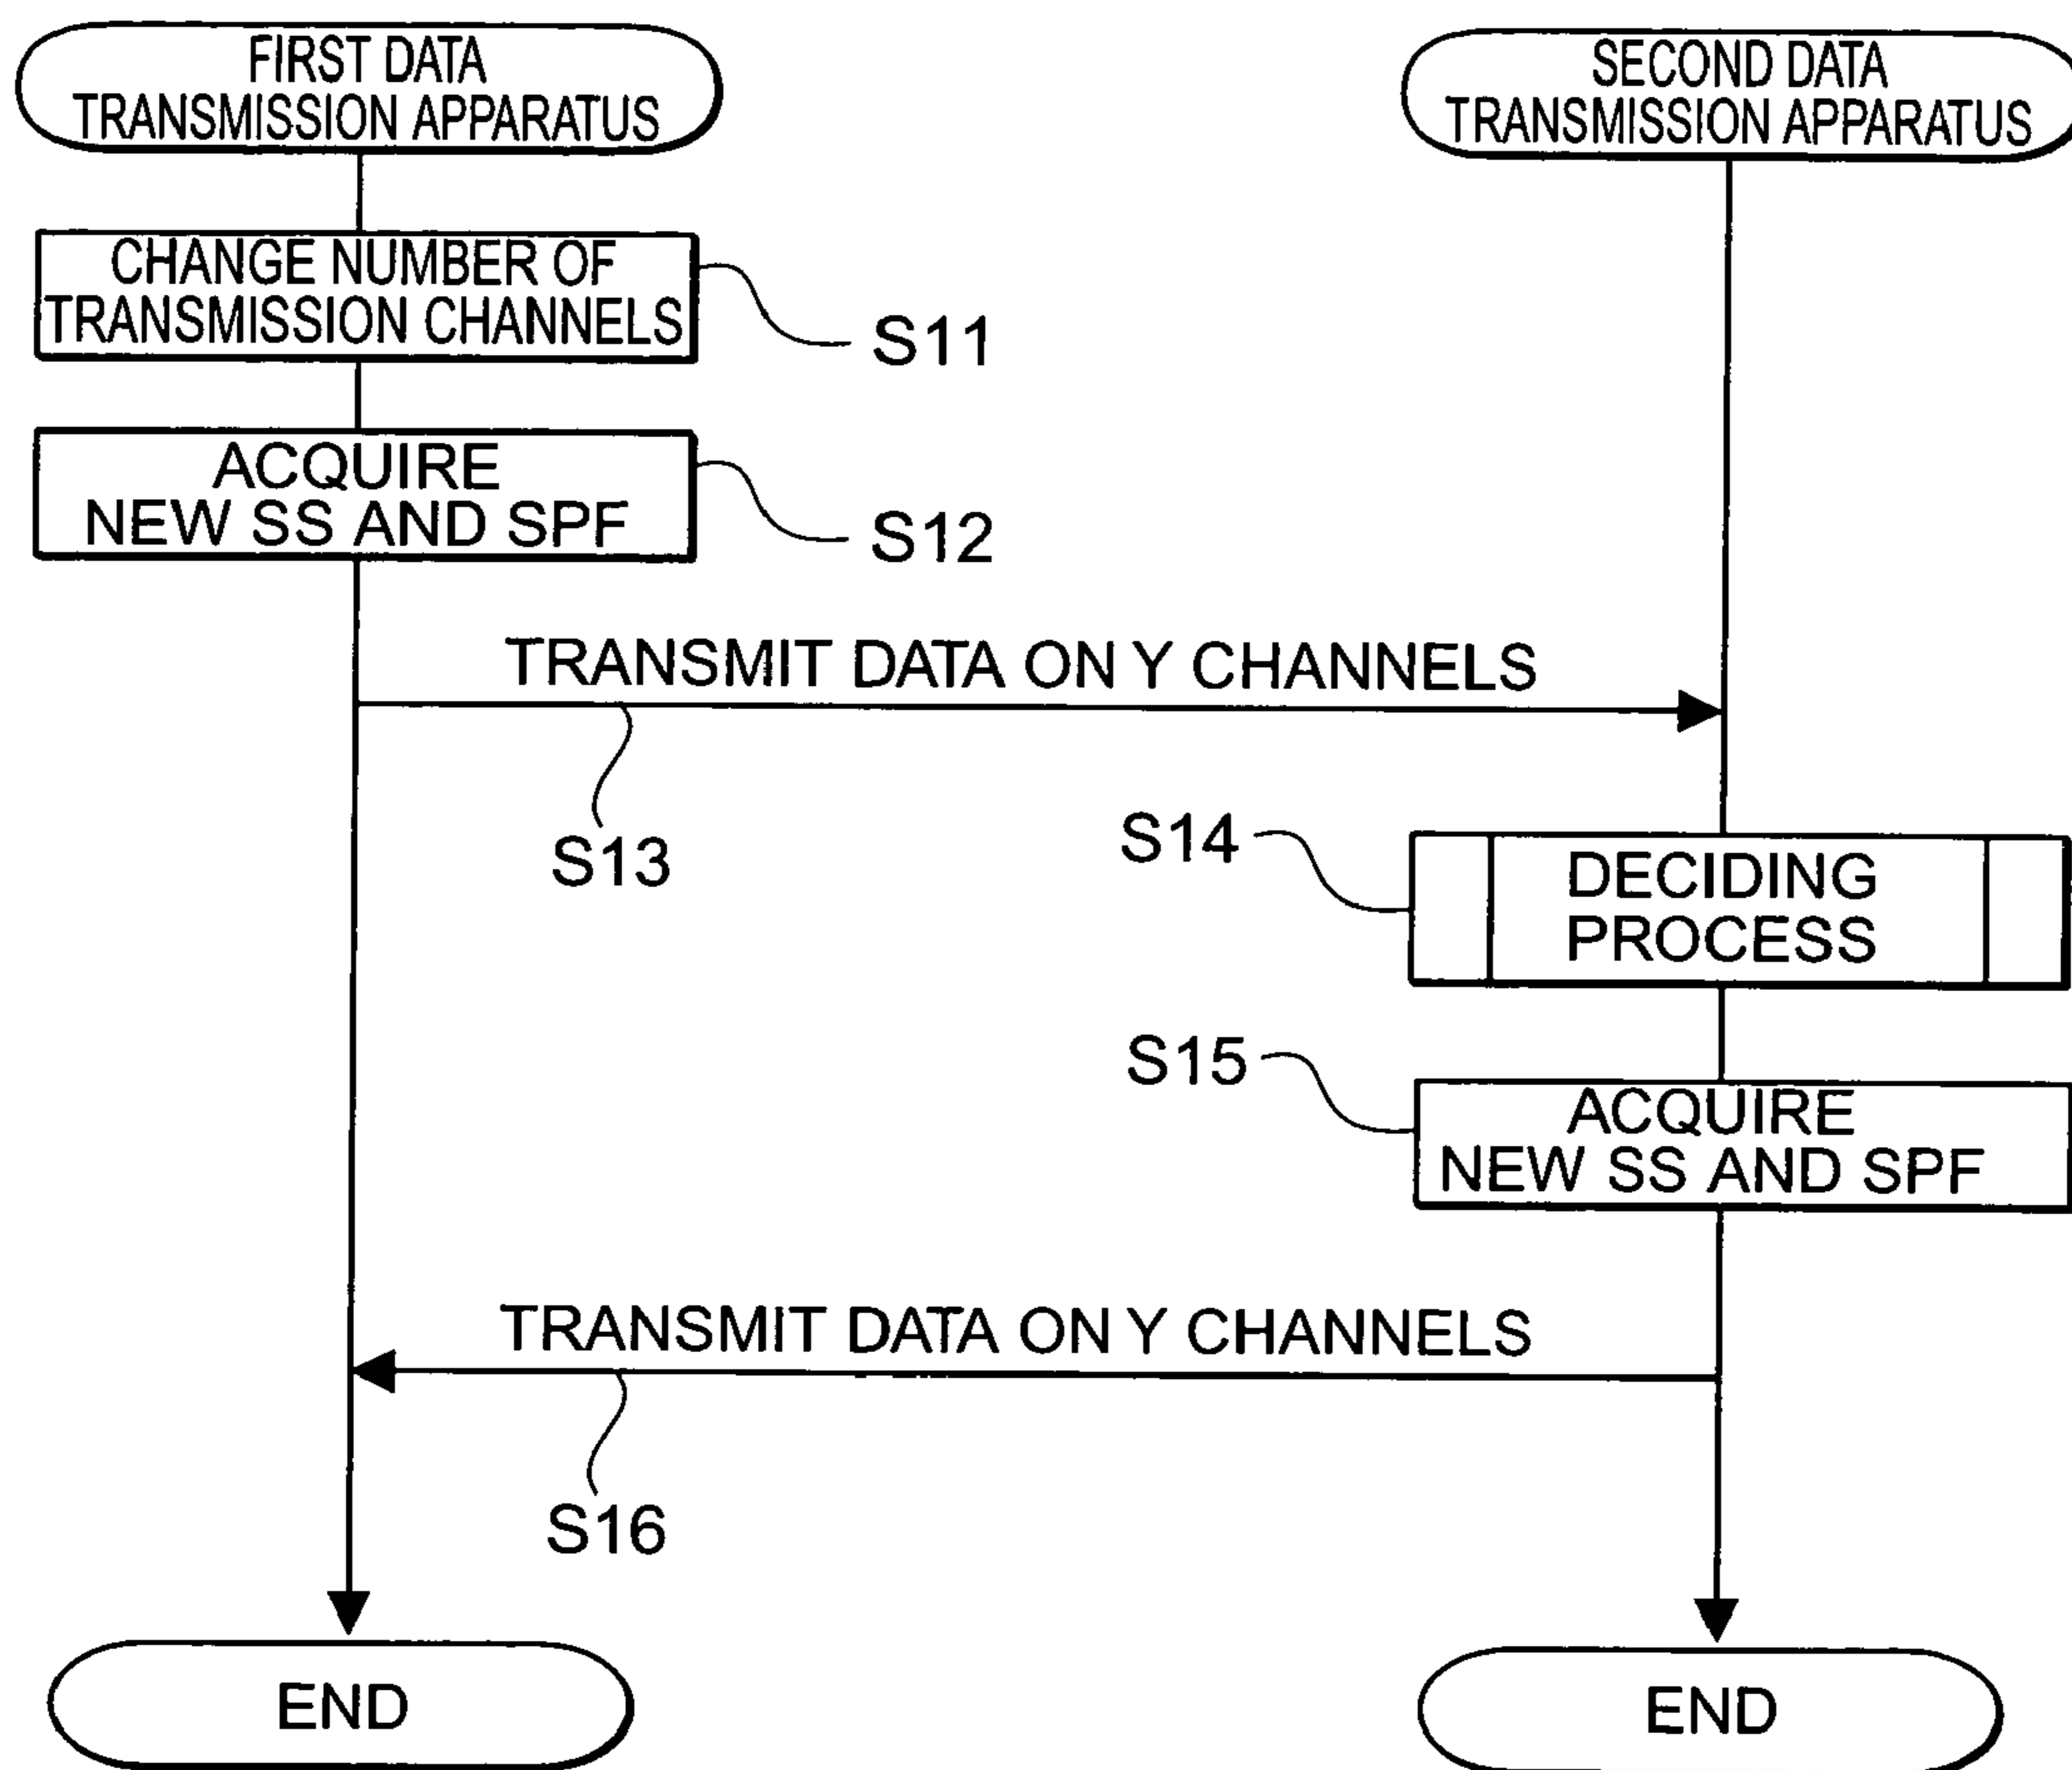 FIRST DATA
TRANSMISSION APPARATUS
SECOND DATA
TRANSMISSION APPARATUS
CHANGE NUMBER OF
TRANSMISSION CHANNELS
S11
ACQUIRE
NEW SS AND SPF
S12
TRANSMIT DATA ON Y CHANNELS
S13
S14
DECIDING
PROCESS
S15
ACQUIRE
NEW SS AND SPF
TRANSMIT DATA ON Y CHANNELS
S16
END
END